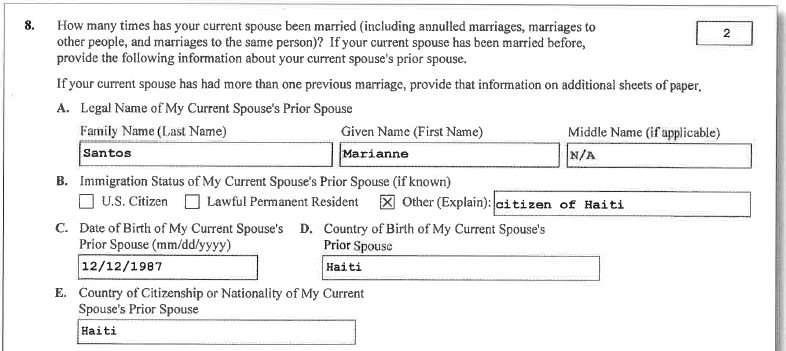 8. How many times has your current spouse been married (including annulled marriages, marriages to 2
other people, and marriages to the same person)? If your current spouse has been married before,
provide the following information about your current spouse's prior spouse.
If your current spouse has had more than one previous marriage, provide that information on additional sheets of paper.
A. Legal Name of My Current Spouse's Prior Spouse
Family Name (Last Name) Given Name (First Name) Middle Name (if applicable)
Santos Marianne N/A
B. Immigration Status of My Current Spouse's Prior Spouse (if known)
U.S. Citizen Lawful Permanent Resident X Other (Explain): citizen of Haiti
C. Date of Birth of My Current Spouse's D. Country of Birth of My Current Spouse's
Prior Spouse (mm/dd/yyyy) Prior Spouse
12/12/1987 Haiti
E. Country of Citizenship or Nationality of My Current
Spouse's Prior Spouse
Haiti